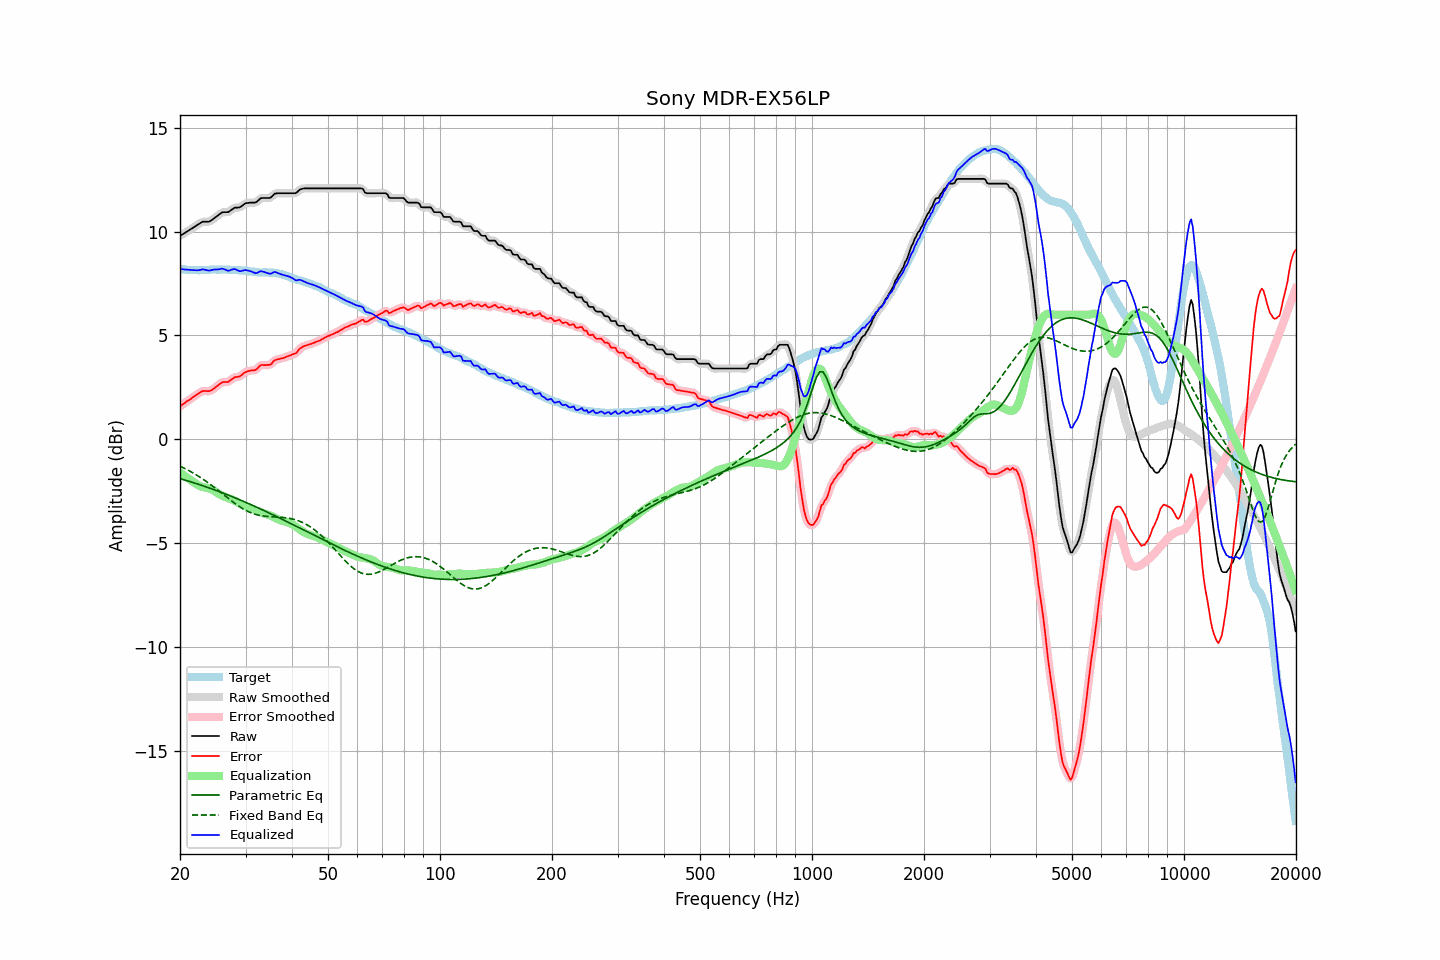 Sony MDR-EX56LP
Amplitude (dBr)
15
10
5
0
−5
−10
−15
Target
Raw Smoothed
Error Smoothed
Raw
Error
Equalization
Parametric Eq
Fixed Band Eq
Equalized
20
50
100
200
500
1000
2000
5000
10000
20000
Frequency (Hz)